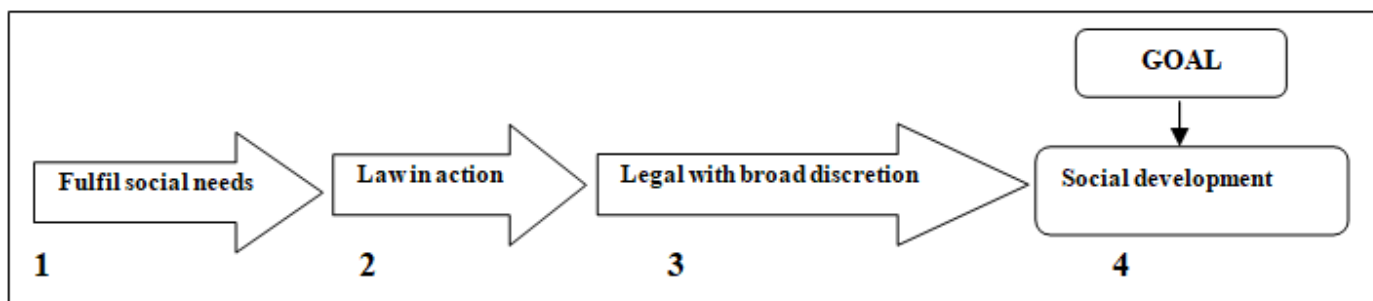 GOAL
Fulfil social needs
Law in action
Legal with broad discretion
Social development
1
2
3
4